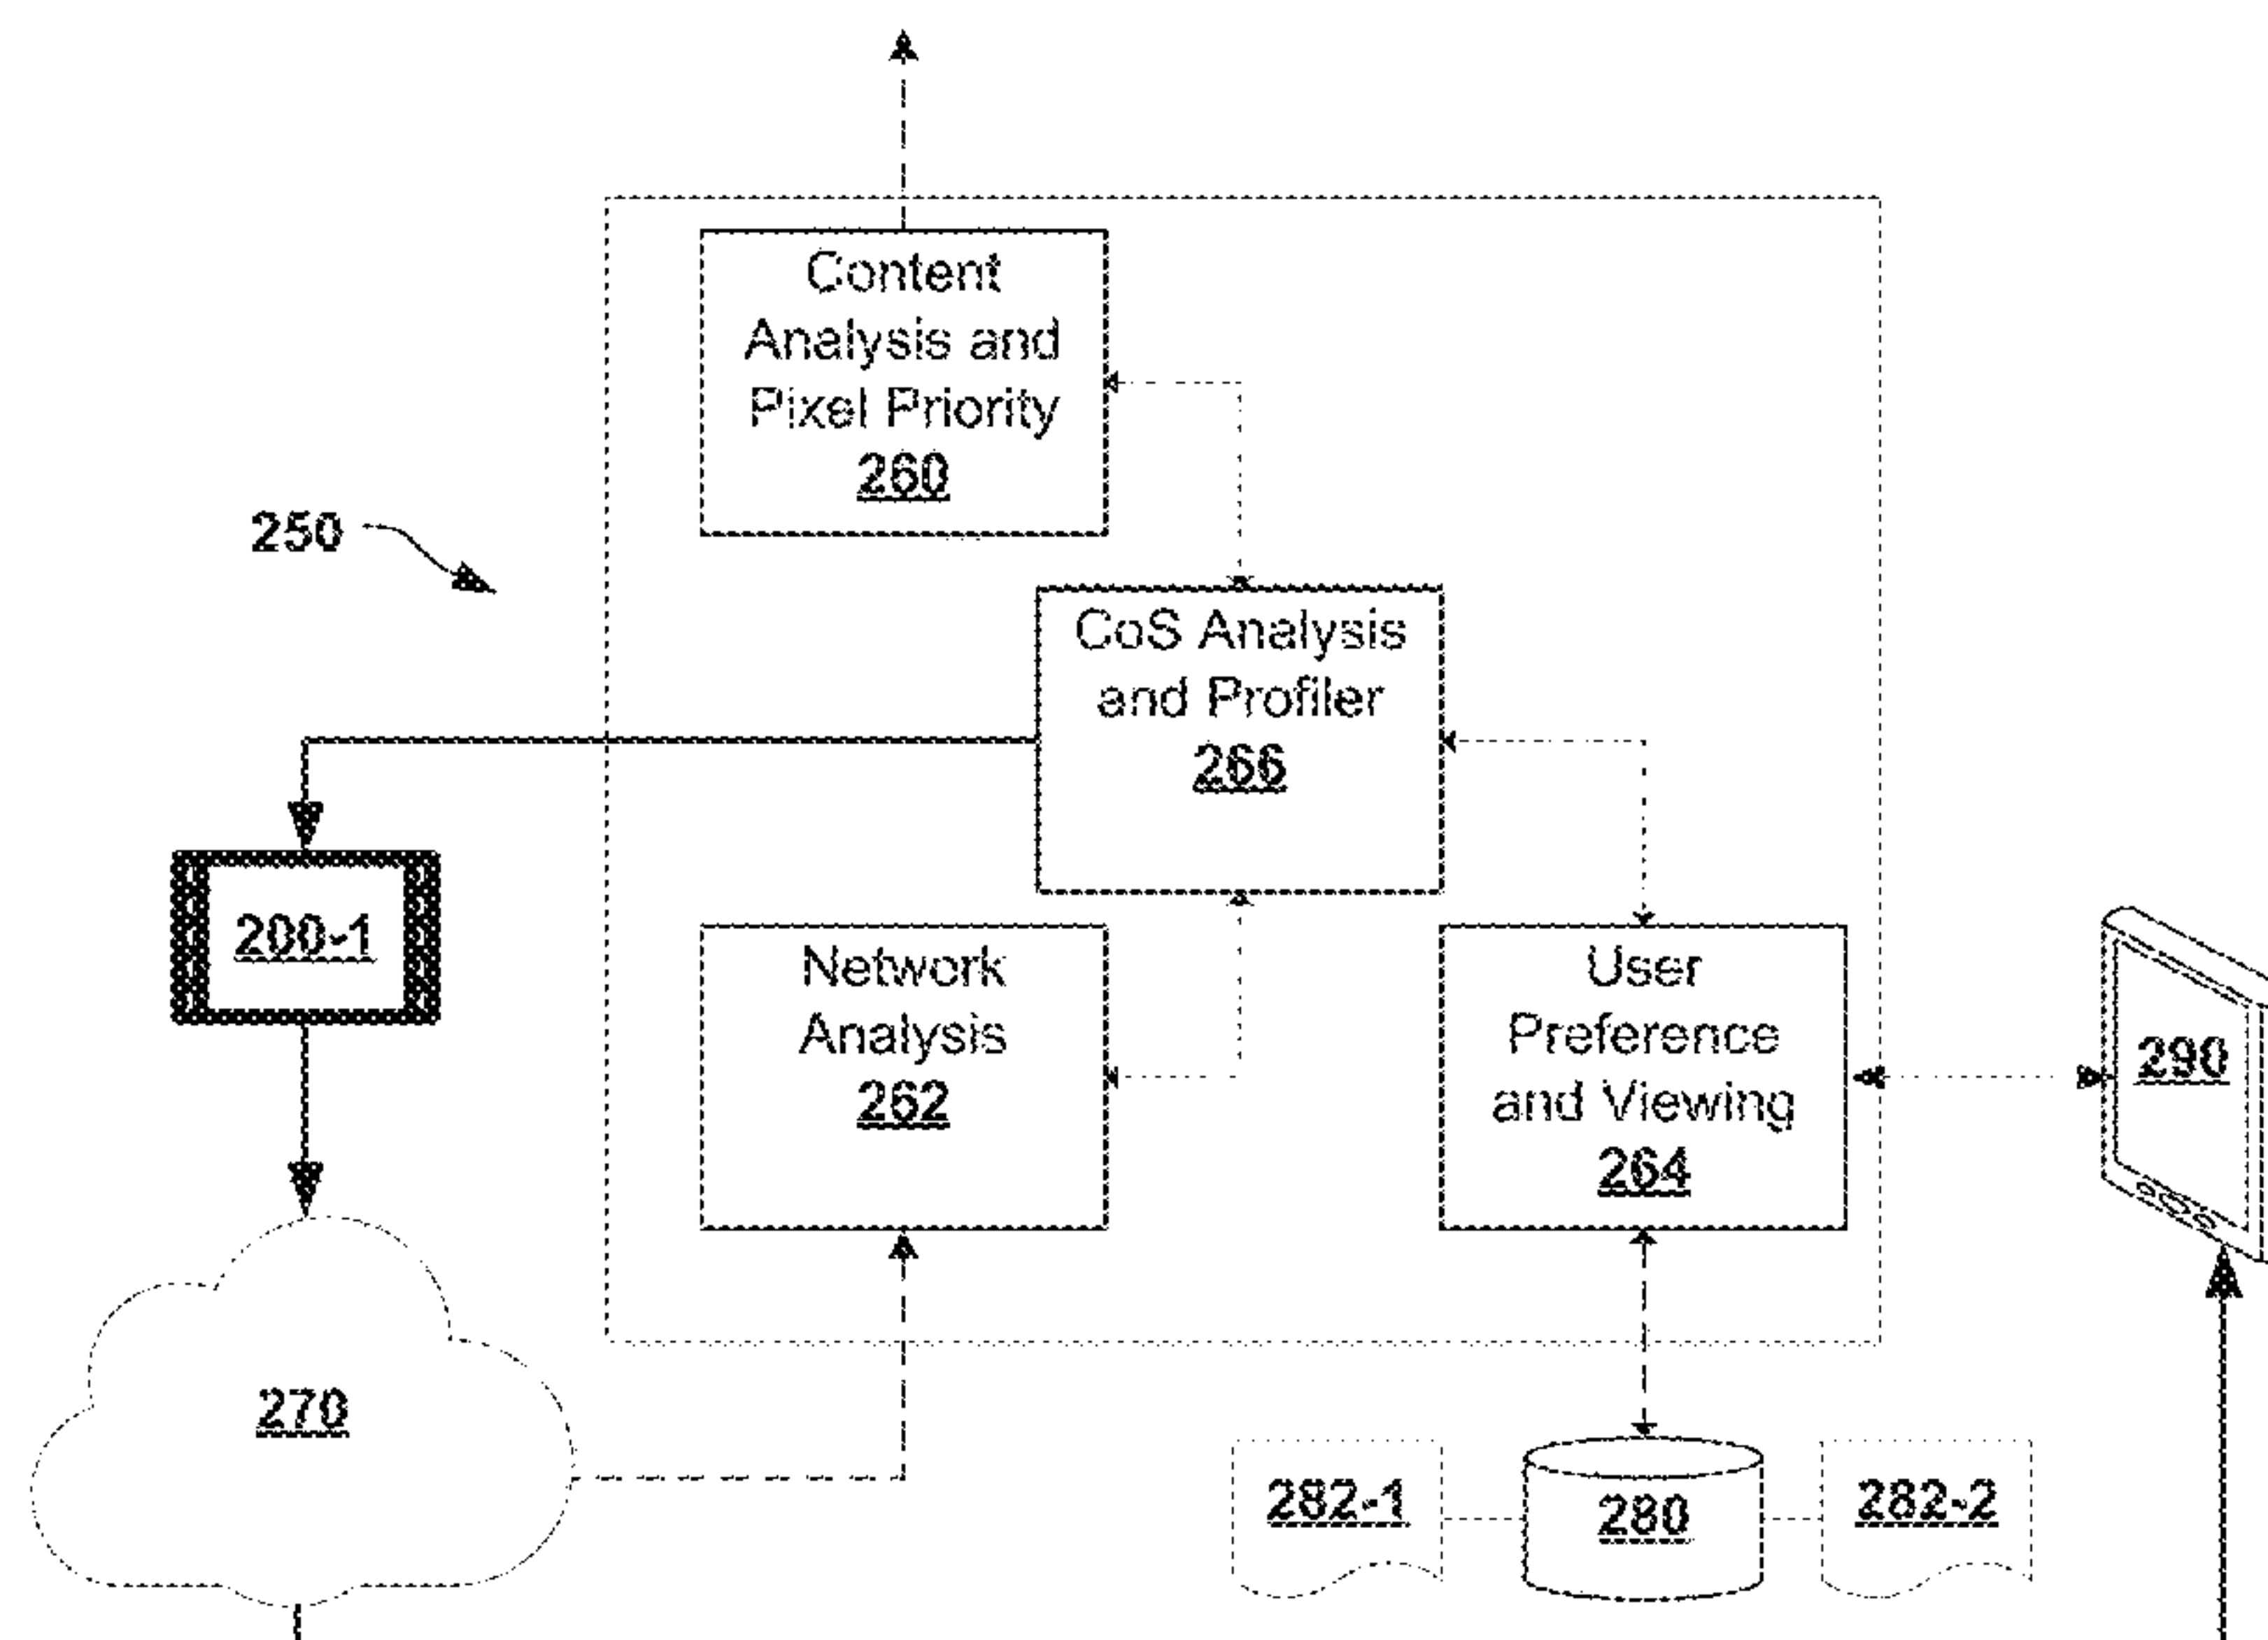 Content
Analysis and
Pixel Priority
260
250
CoS Analysis
and Profiler
266
200-1
Network
Analysis
262
User
Preference
and Viewing
264
290
270
282-1
280
282-2